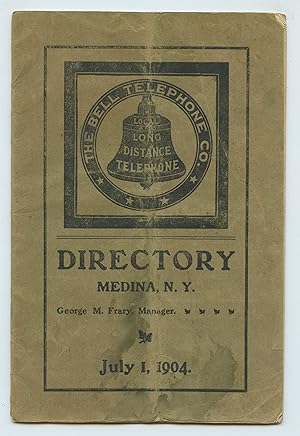 THE BELL TELEPHONE CO.
LOCAL
LONG
DISTANCE
TELEPHONE
DIRECTORY
MEDINA, N. Y.
George M. Frary, Manager.
July 1, 1904.